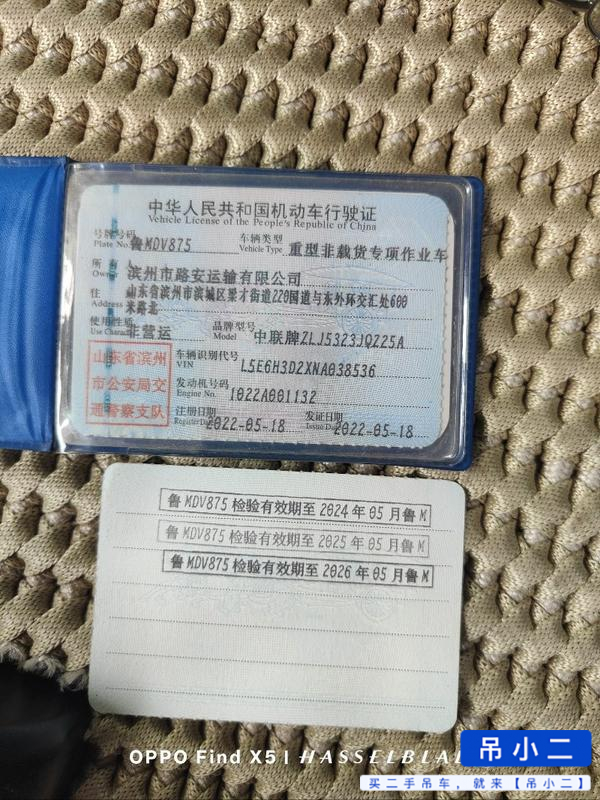 中华人民共和国机动车行驶证
Vehicle License of the People's Republic of China
号牌号码 鲁MDV875 车辆类型 重型非载货专项作业车
Plate No. Vehicle Type
所有人 滨州市路安运输有限公司
Owner
住址 山东省滨州市滨城区梁才街道220国道与东外环交汇处600
Address 米路北
使用性质 非营运 品牌型号 中联牌ZLJ5323JQZ25A
Use Character Model
山东省滨州
市公安局交
通警察支队
车辆识别代号 L5E6H3D2XNA038536
VIN
发动机号码 1022A001132
Engine No.
注册日期 2022-05-18 发证日期 2022-05-18
Register Date Issue Date
鲁MDV875 检验有效期至 2024 年 05 月鲁M
鲁MDV875 检验有效期至 2025 年 05 月鲁M
鲁MDV875 检验有效期至 2026 年 05 月鲁M
OPPO Find X5 | HASSELBLA
吊小二
买二手吊车，就来【吊小二】